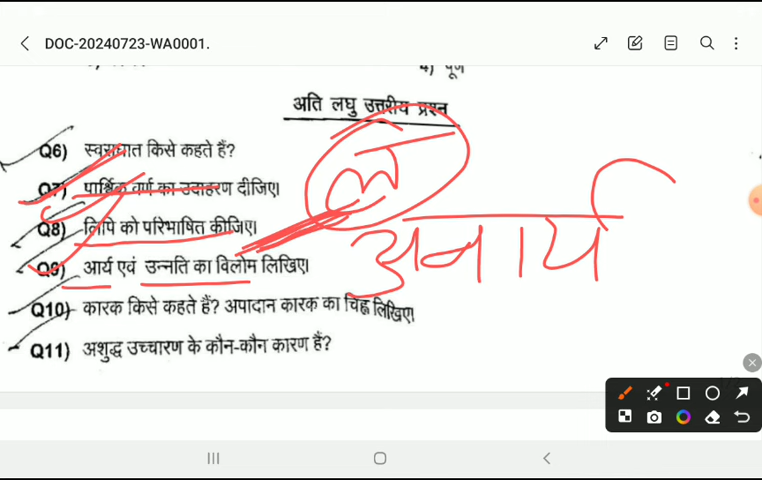 DOC-20240723-WA0001.
4) पूर्ज
अति लघु उत्तरीय प्रश्न
Q6) स्वराघात किसे कहते हैं?
Q7) पार्श्विक वर्ण का उदाहरण दीजिए।
ल
Q8) लिपि को परिभाषित कीजिए।
अनार्य
Q9) आर्य एवं उन्नति का विलोम लिखिए।
Q10) कारक किसे कहते हैं? अपादान कारक का चिह्न लिखिए।
Q11) अशुद्ध उच्चारण के कौन-कौन कारण हैं?